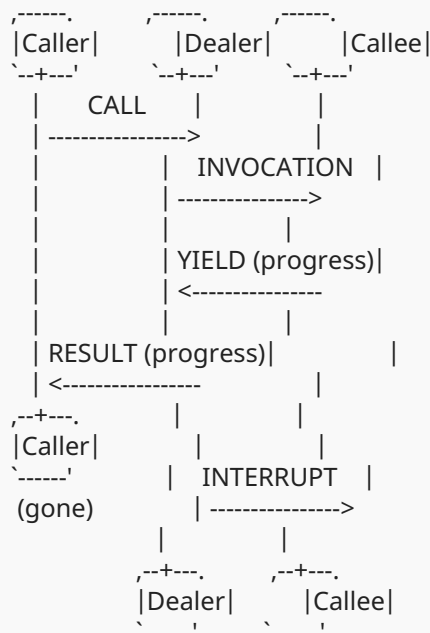 ,------.         ,------.       ,------.
|Caller|         |Dealer|         |Callee|
`--+---'         `--+---'       `--+---'
   |      CALL      |              |
   | ----------------->              |
   |                |   INVOCATION   |
   |                | ---------------->
   |                |              |
   |                | YIELD (progress)|
   |                | <----------------
   |                |              |
   | RESULT (progress)|              |
   | <-----------------              |
,--+---.            |              |
|Caller|            |              |
`------'            |   INTERRUPT    |
 (gone)             | ---------------->
                    |              |
                 ,--+---.       ,--+---.
                 |Dealer|         |Callee|